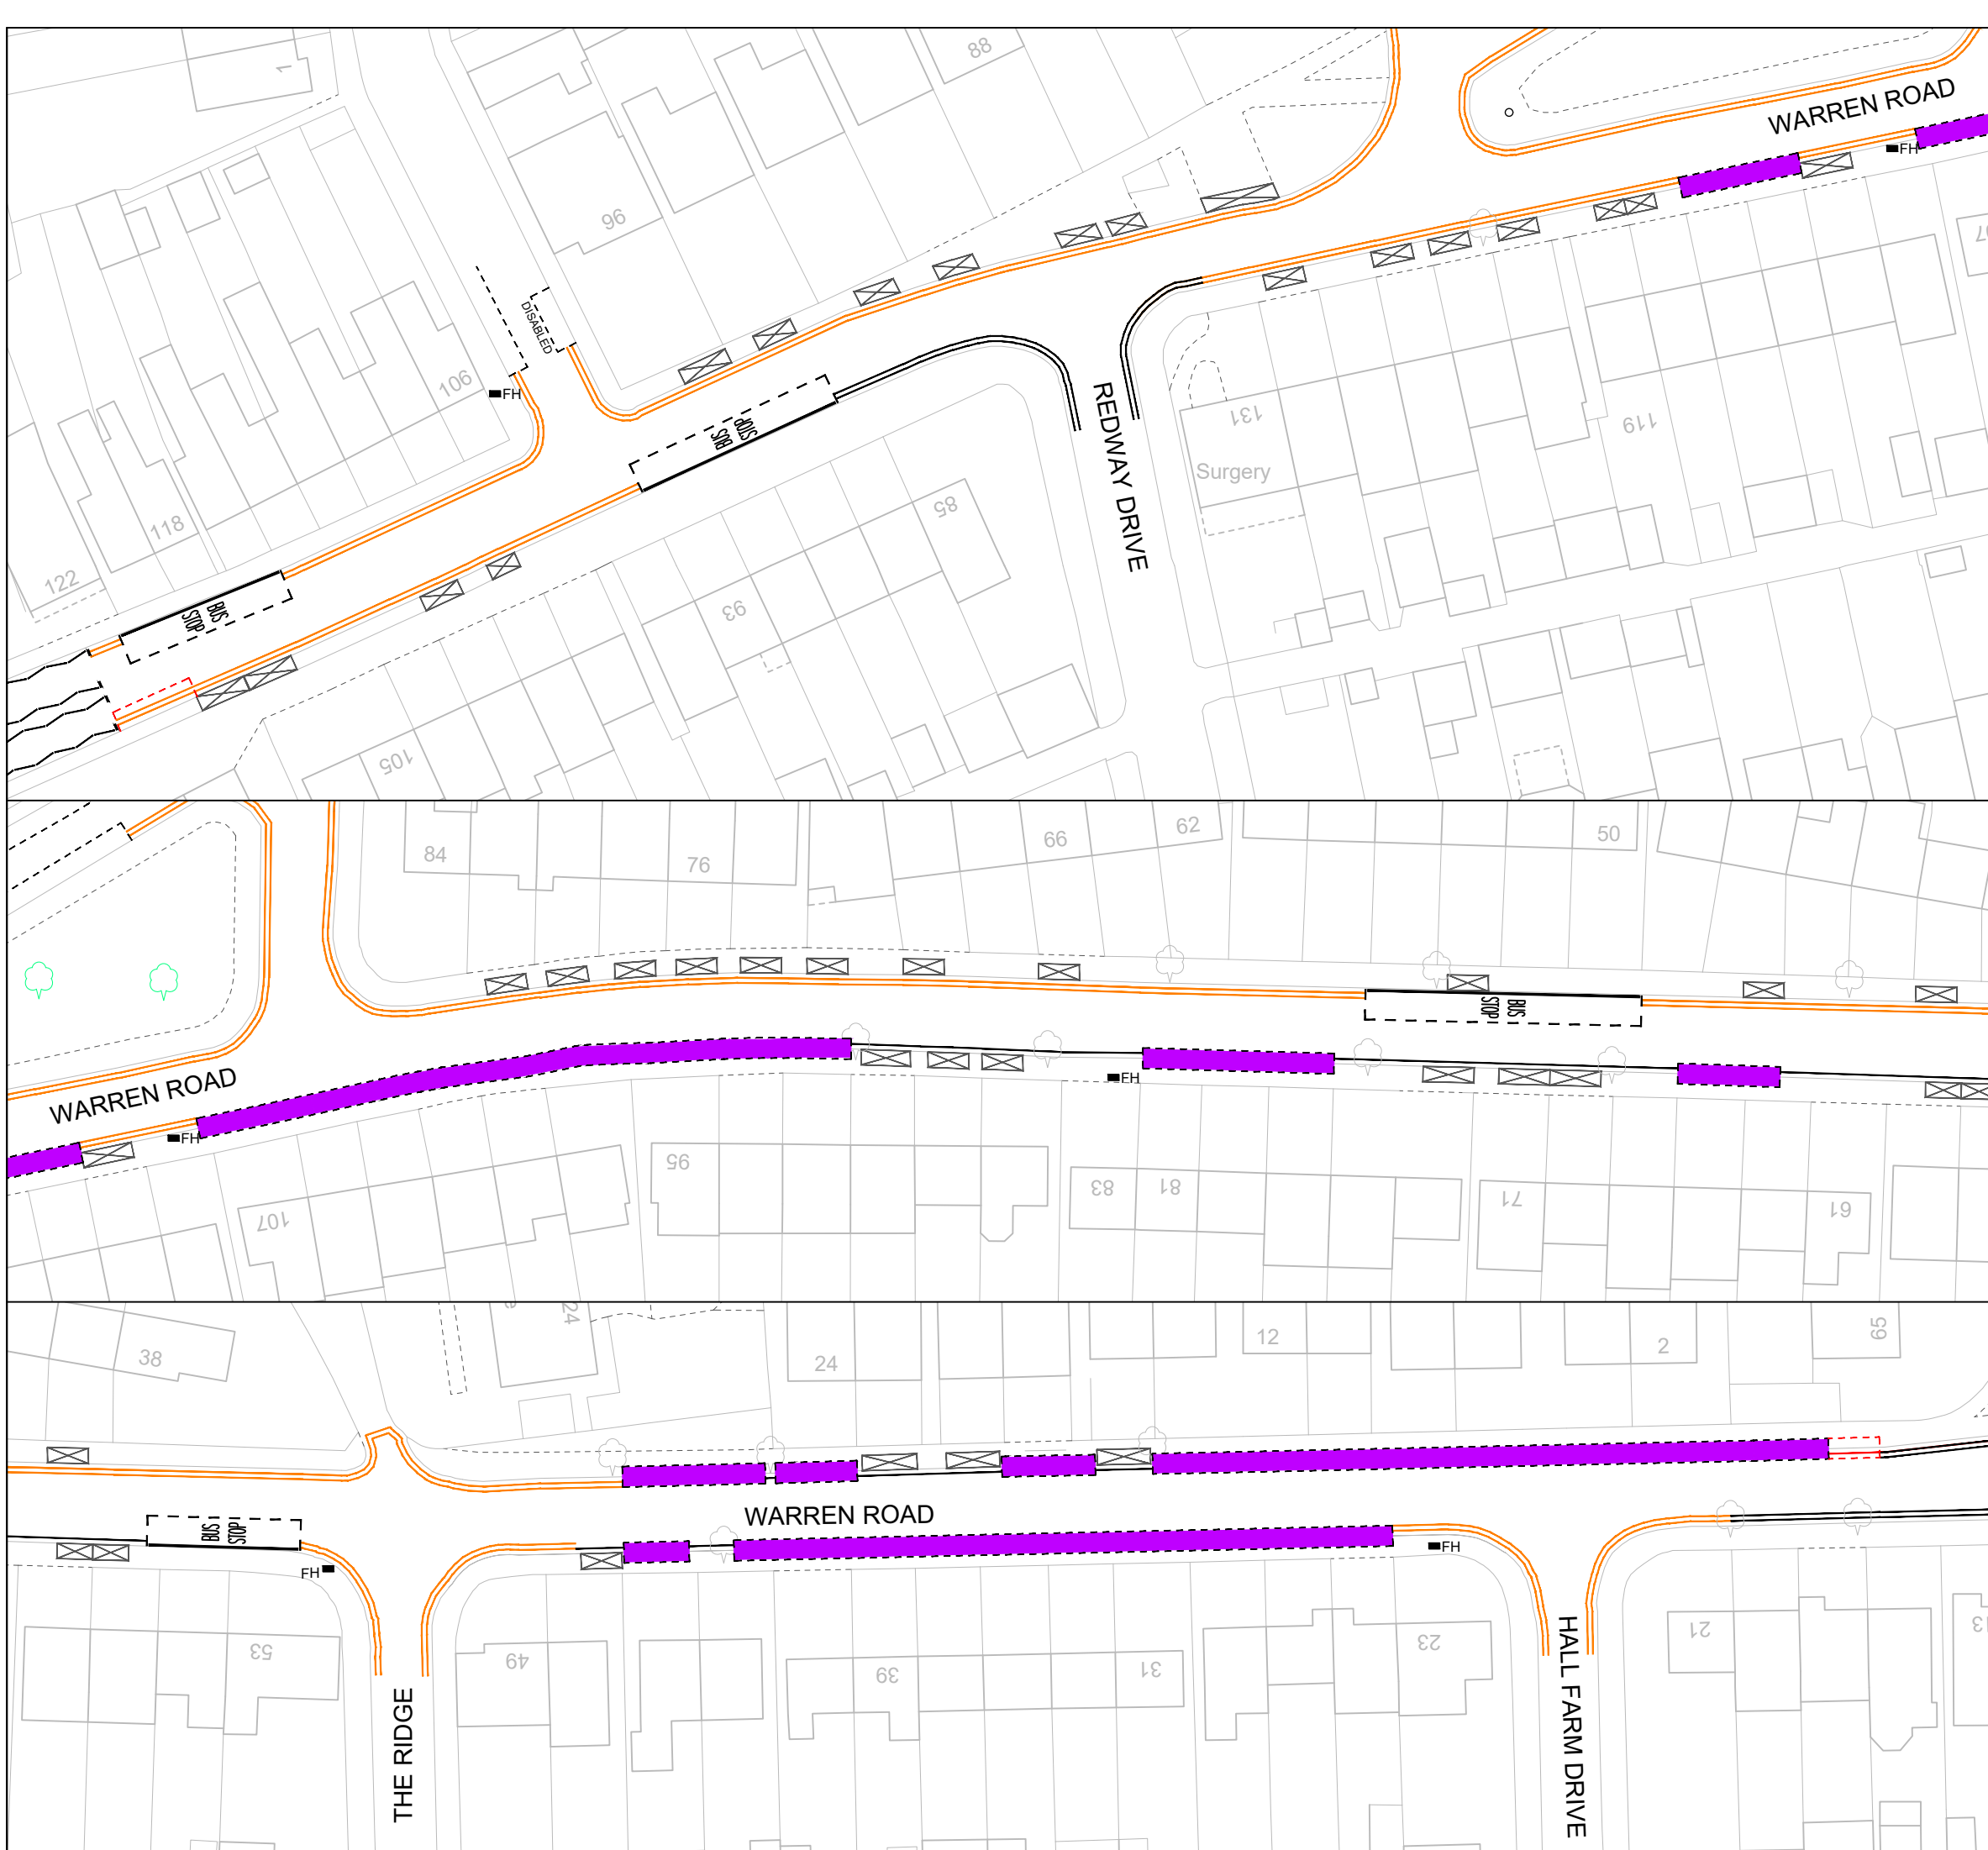 1
88
WARREN ROAD
FH
96
DISABLED
106
FH
BUS
STOP
REDWAY DRIVE
131
Surgery
119
118
85
122
BUS
STOP
93
105
84
76
66
62
50
BUS
STOP
WARREN ROAD
FH
FH
107
95
83
81
71
61
38
24
24
12
2
65
WARREN ROAD
BUS
STOP
FH
FH
53
49
39
31
23
21
THE RIDGE
HALL FARM DRIVE